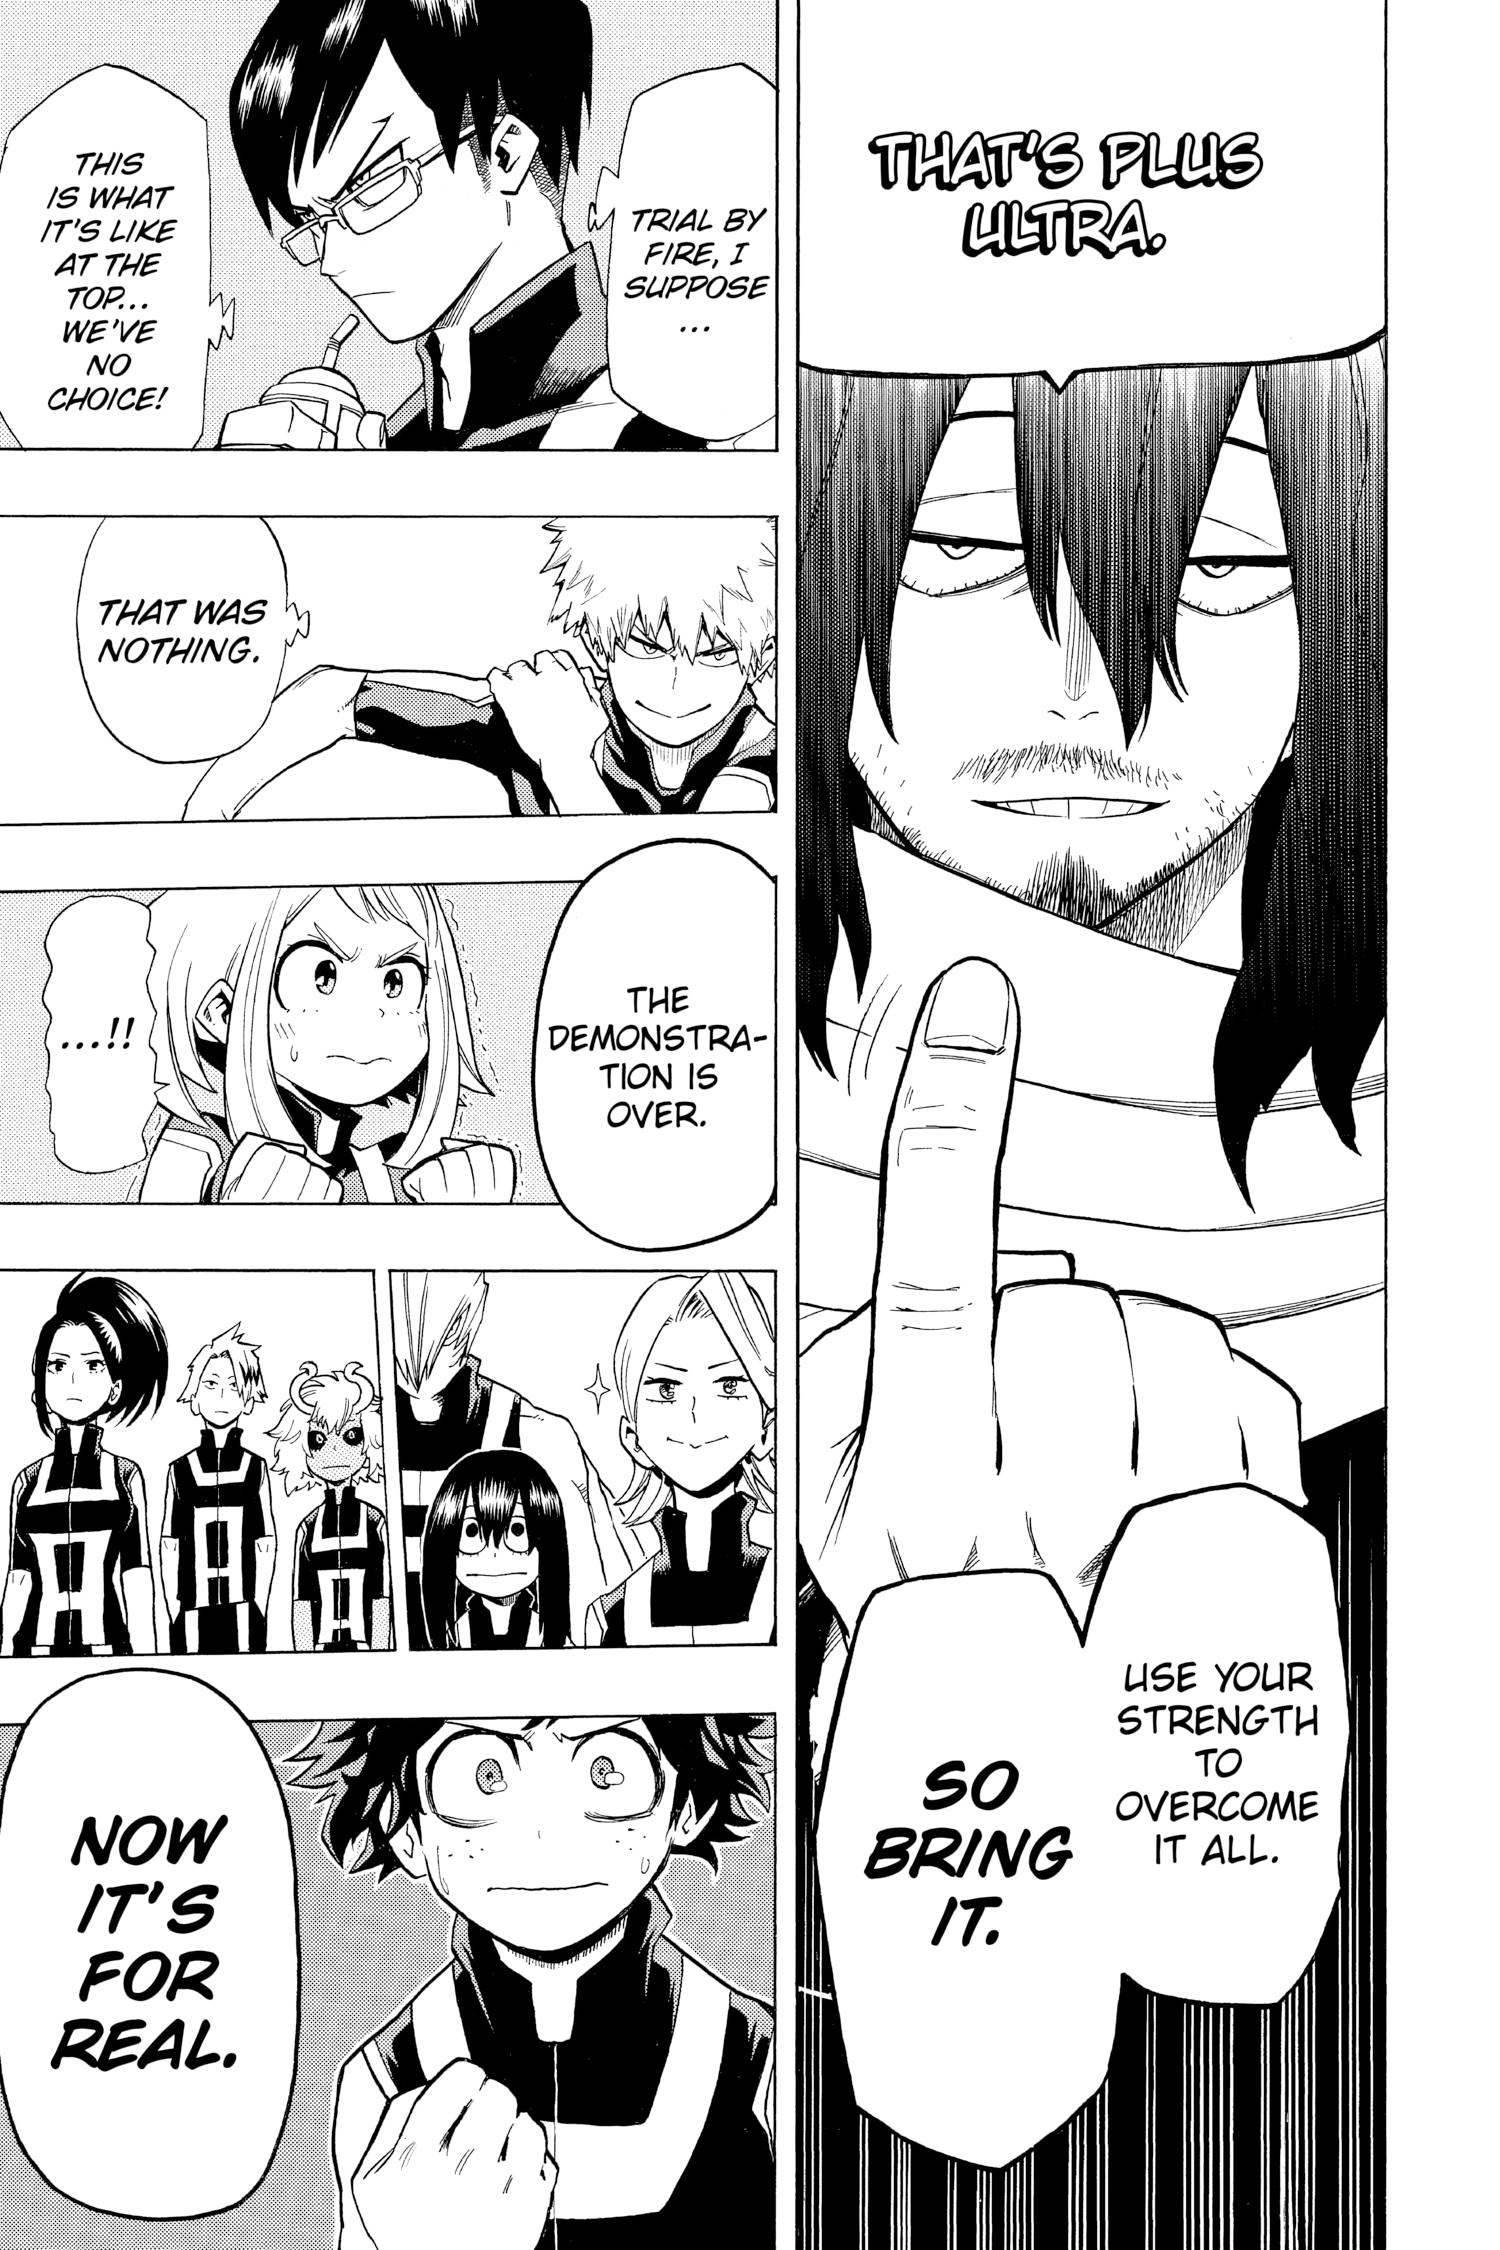 THAT'S PLUS
ULTRA.
USE YOUR
STRENGTH
TO
OVERCOME
IT ALL.
SO
BRING
IT.
TRIAL BY
FIRE, I
SUPPOSE
...
THIS
IS WHAT
IT'S LIKE
AT THE
TOP...
WE'VE
NO
CHOICE!
THAT WAS
NOTHING.
THE
DEMONSTRA-
TION IS
OVER.
...!!
NOW
IT'S
FOR
REAL.